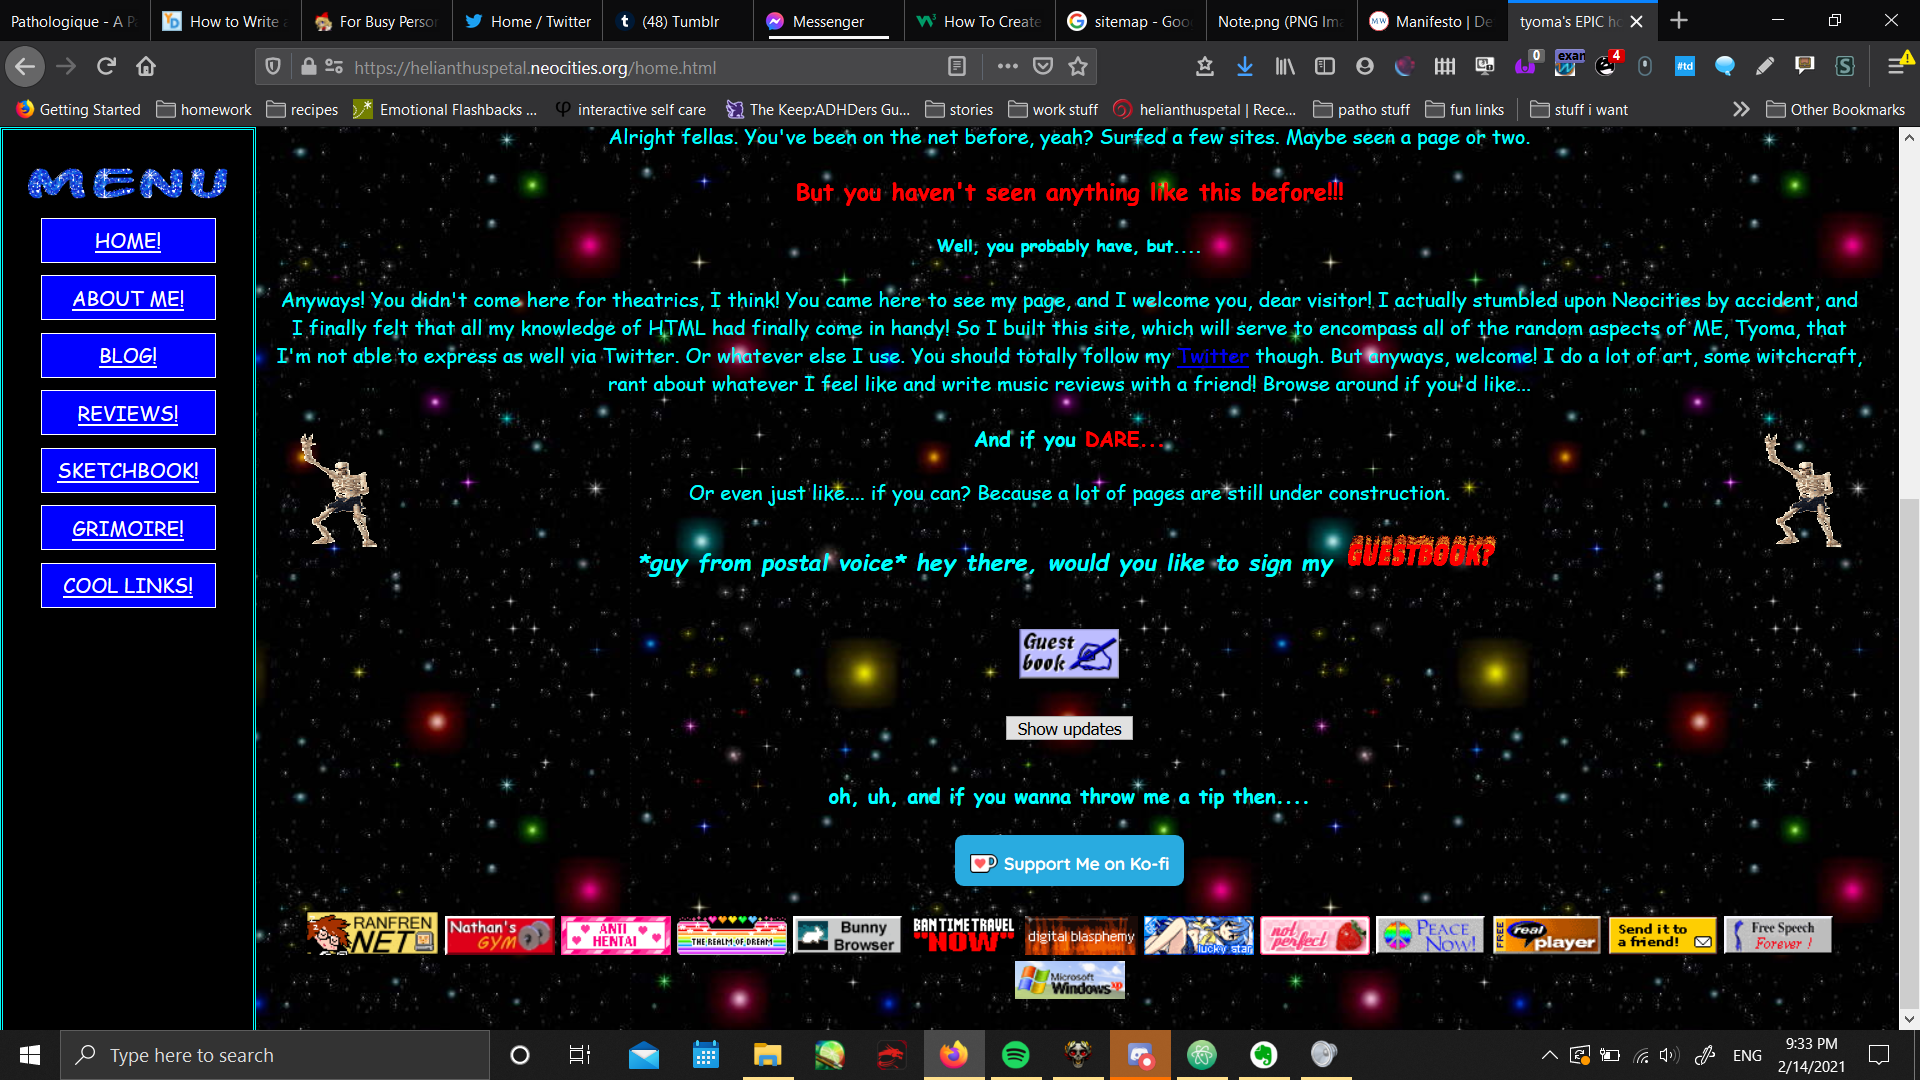 Pathologique - A Pa
How to Write a
For Busy Person
Home / Twitter
(48) Tumblr
Messenger
How To Create
sitemap - Goo
Note.png (PNG Ima
Manifesto | De
tyoma's EPIC ho
https://helianthuspetal.neocities.org/home.html
0
exam
4
#td
Getting Started
homework
recipes
Emotional Flashbacks ...
interactive self care
The Keep:ADHDers Gu...
stories
work stuff
helianthuspetal | Rece...
patho stuff
fun links
stuff i want
Other Bookmarks
MENU
HOME!
ABOUT ME!
BLOG!
REVIEWS!
SKETCHBOOK!
GRIMOIRE!
COOL LINKS!
Alright fellas. You've been on the net before, yeah? Surfed a few sites. Maybe seen a page or two.
But you haven't seen anything like this before!!!
Well, you probably have, but....
Anyways! You didn't come here for theatrics, I think! You came here to see my page, and I welcome you, dear visitor! I actually stumbled upon Neocities by accident, and
I finally felt that all my knowledge of HTML had finally come in handy! So I built this site, which will serve to encompass all of the random aspects of ME, Tyoma, that
I'm not able to express as well via Twitter. Or whatever else I use. You should totally follow my Twitter though. But anyways, welcome! I do a lot of art, some witchcraft,
rant about whatever I feel like and write music reviews with a friend! Browse around if you'd like...
And if you DARE...
Or even just like.... if you can? Because a lot of pages are still under construction.
*guy from postal voice* hey there, would you like to sign my GUESTBOOK?
Guest
book
Show updates
oh, uh, and if you wanna throw me a tip then....
Support Me on Ko-fi
RANFREN
NET
Nathan's
GYM
ANTI
HENTAI
THE REALM OF DREAM
Bunny
Browser
BAN TIME TRAVEL
NOW
digital blasphemy
lucky star
not
perfect
PEACE
Now!
FREE
real
player
Send it to
a friend!
Free Speech
Forever !
Microsoft
Windows xp
Type here to search
ENG
9:33 PM
2/14/2021